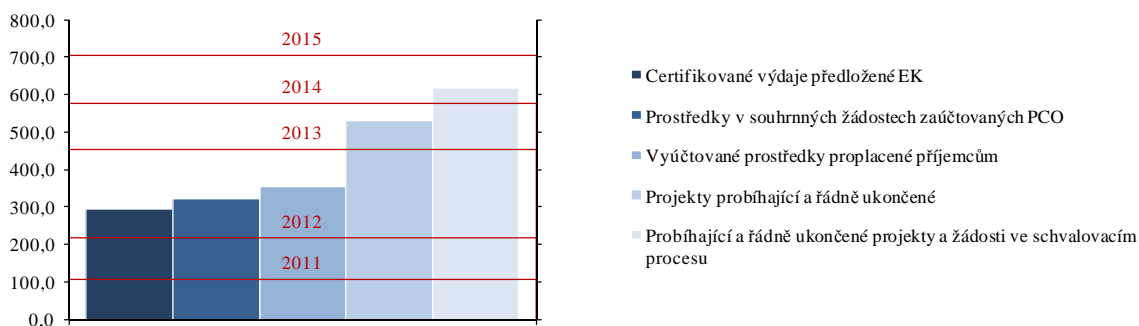 800,0
700,0
600,0
500,0
400,0
300,0
200,0
100,0
0,0
2015
2014
2013
2012
2011
Certifikované výdaje předložené EK
Prostředky v souhrnných žádostech zaúčtovaných PCO
Vyúčtované prostředky proplacené příjemcům
Projekty probíhající a řádně ukončené
Probíhající a řádně ukončené projekty a žádosti ve schvalovacím
procesu